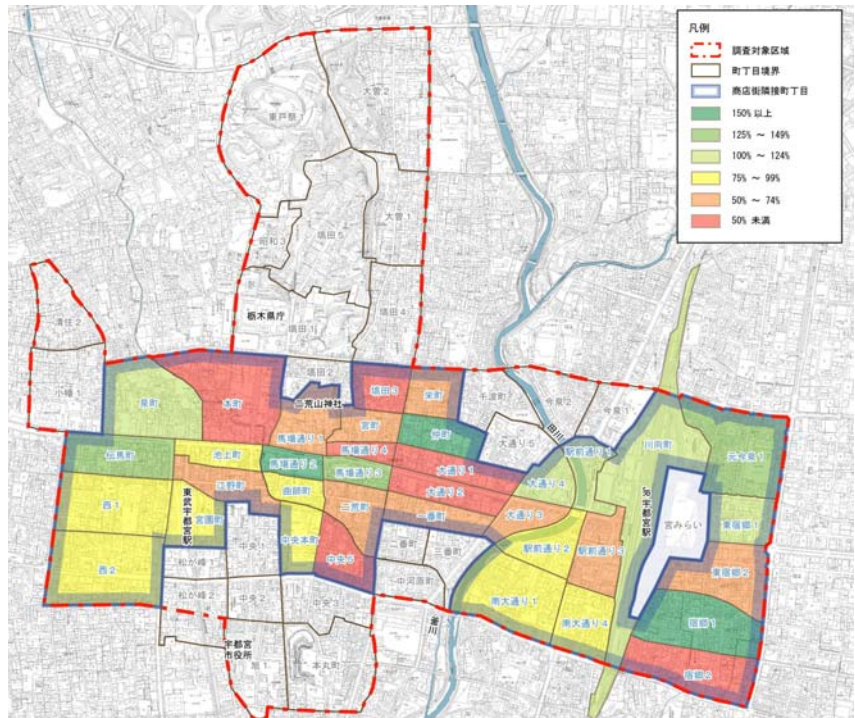 凡例
調査対象区域
町丁目境界
商店街隣接町丁目
150% 以上
125% ～ 149%
100% ～ 124%
75% ～ 99%
50% ～ 74%
50% 未満
大曽2
東戸祭1
大曽1
昭和3
塙田5
清住2
栃木県庁
塙田1
塙田4
小幡1
塙田2
塙田3
栄町
泉町
本町
二荒山神社
千波町
今泉2
今泉1
田川
大通り5
宮町
仲町
馬場通り1
馬場通り4
伝馬町
池上町
馬場通り2
馬場通り3
大通り1
大通り2
大通り4
駅前通り1
川向町
元今泉1
江野町
曲師町
二荒町
一番町
大通り3
JR宇都宮駅
宮みらい
東宿郷1
西1
東武宇都宮駅
宮園町
中央1
中央本町
中央5
二番町
三番町
駅前通り2
駅前通り3
東宿郷2
西2
松が峰1
松が峰2
中央2
中央3
中河原町
釜川
南大通り1
南大通り4
宿郷1
宿郷2
宇都宮
市役所
旭1
本丸町